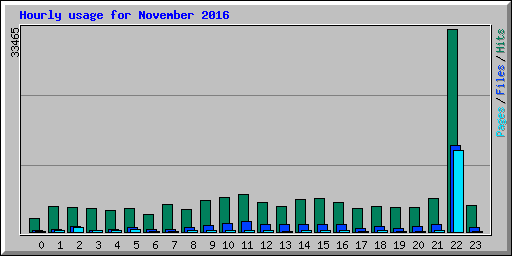 Hourly usage for November 2016
33465
Pages/Files/Hits
0 1 2 3 4 5 6 7 8 9 10 11 12 13 14 15 16 17 18 19 20 21 22 23